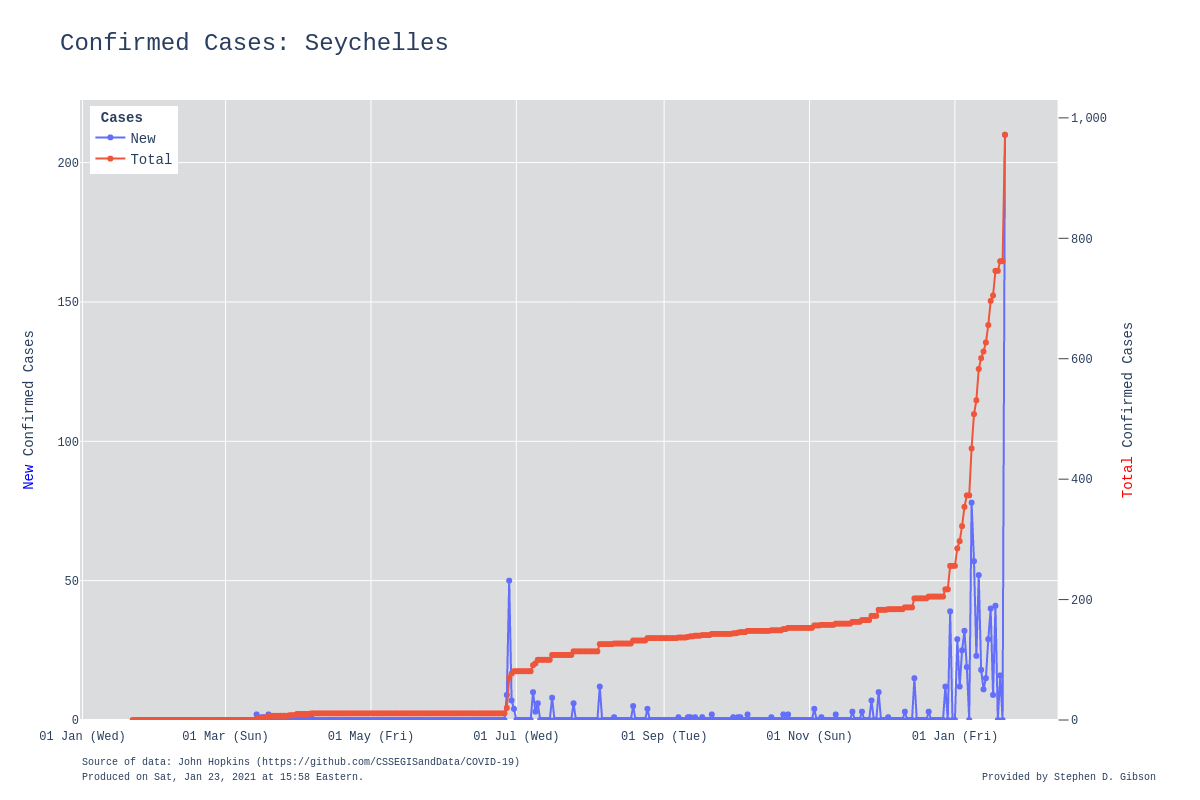 Confirmed Cases: Seychelles
Cases
New
Total
200
150
100
50
0
1,000
800
600
400
200
0
New Confirmed Cases
Total Confirmed Cases
01 Jan (Wed)
01 Mar (Sun)
01 May (Fri)
01 Jul (Wed)
01 Sep (Tue)
01 Nov (Sun)
01 Jan (Fri)
Source of data: John Hopkins (https://github.com/CSSEGISandData/COVID-19)
Produced on Sat, Jan 23, 2021 at 15:58 Eastern.
Provided by Stephen D. Gibson